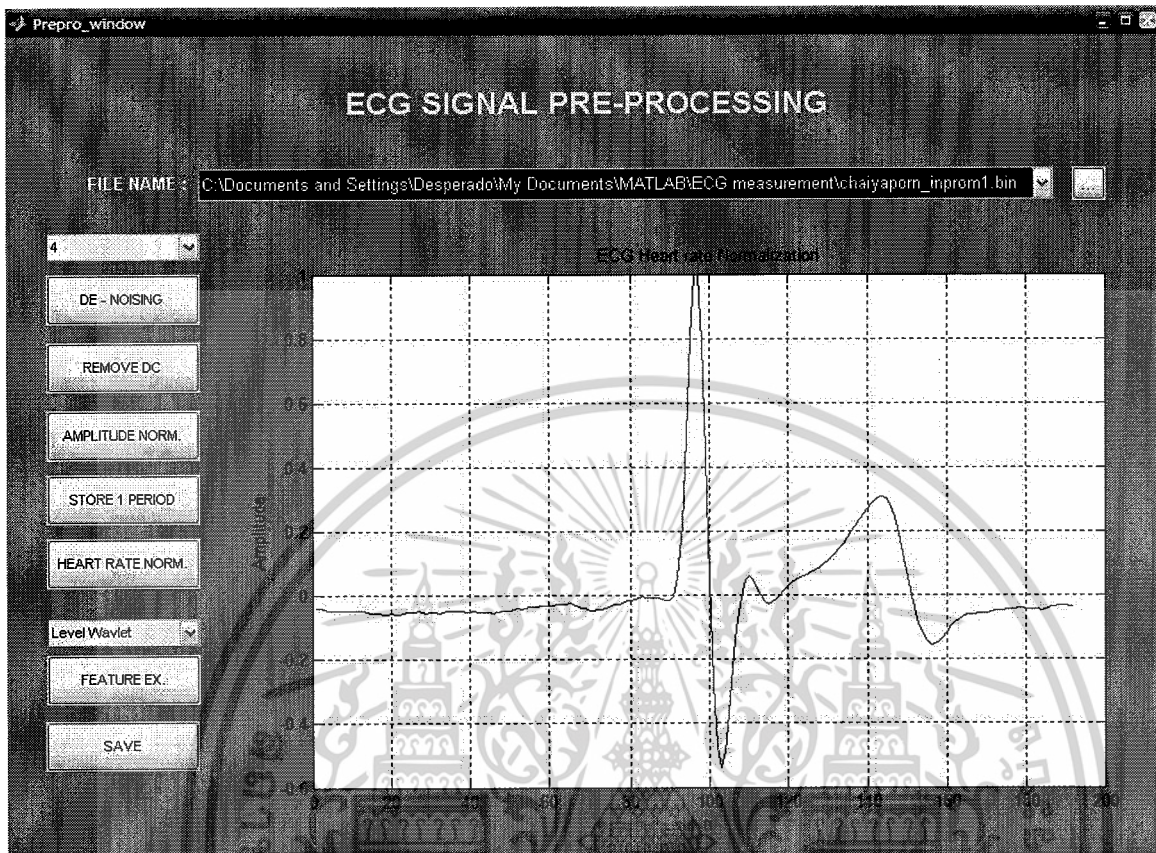 Prepro_window
ECG SIGNAL PRE-PROCESSING
FILE NAME : C:\Documents and Settings\Desperado\My Documents\MATLAB\ECG measurement\chaiyaporn_inprom1.bin ...
4
DE - NOISING
REMOVE DC
AMPLITUDE NORM.
STORE 1 PERIOD
HEART RATE NORM.
Level Wavlet
FEATURE EX.
SAVE
ECG Heart rate Normalization
Amplitude
1
0.8
0.6
0.4
0.2
0
-0.2
-0.4
0 20 40 60 80 100 120 140 160 180 200